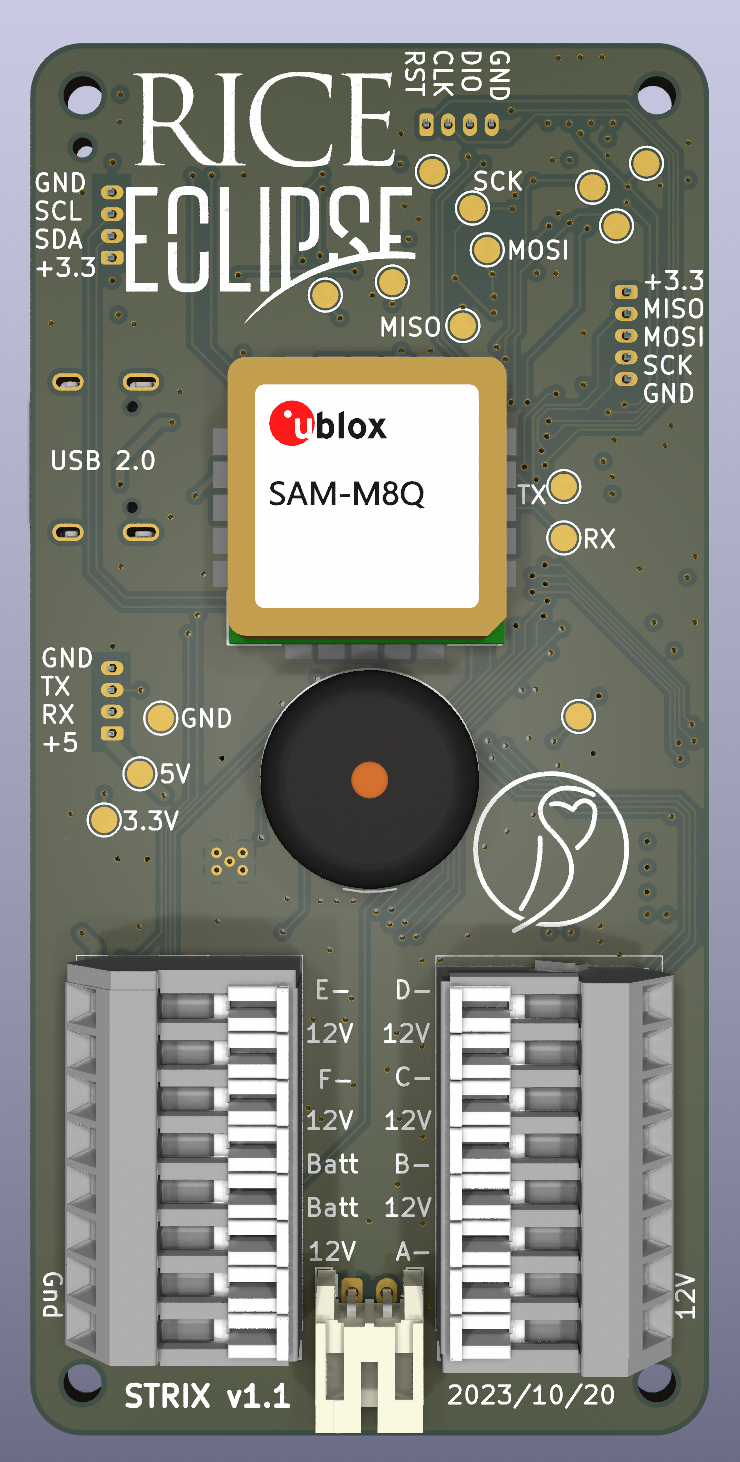 RICE
ECLIPSE
RST
CLK
DIO
GND
GND
SCL
SDA
+3.3
SCK
MOSI
MISO
+3.3
MISO
MOSI
SCK
GND
USB 2.0
ublox
SAM-M8Q
TX
RX
GND
TX
RX
+5
GND
5V
3.3V
E- D-
12V 12V
F- C-
12V 12V
Batt B-
Batt 12V
12V A-
Gnd
12V
STRIX v1.1
2023/10/20